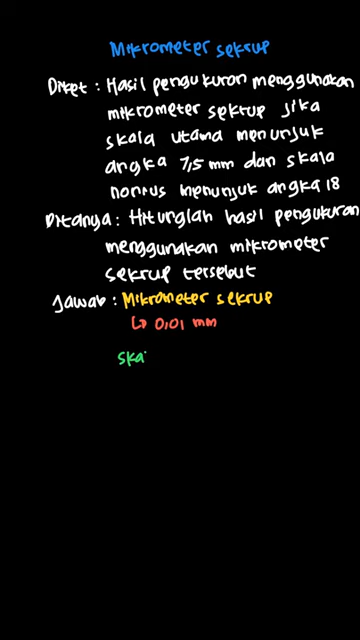 Mikrometer sekrup
Diket : Hasil pengukuran menggunakan
mikrometer sekrup jika
skala utama menunjuk
angka 7,5 mm dan skala
nonius menunjuk angka 18
Ditanya : Hitunglah hasil pengukuran
menggunakan mikrometer
sekrup tersebut
Jawab : Mikrometer sekrup
↳ 0,01 mm
ska